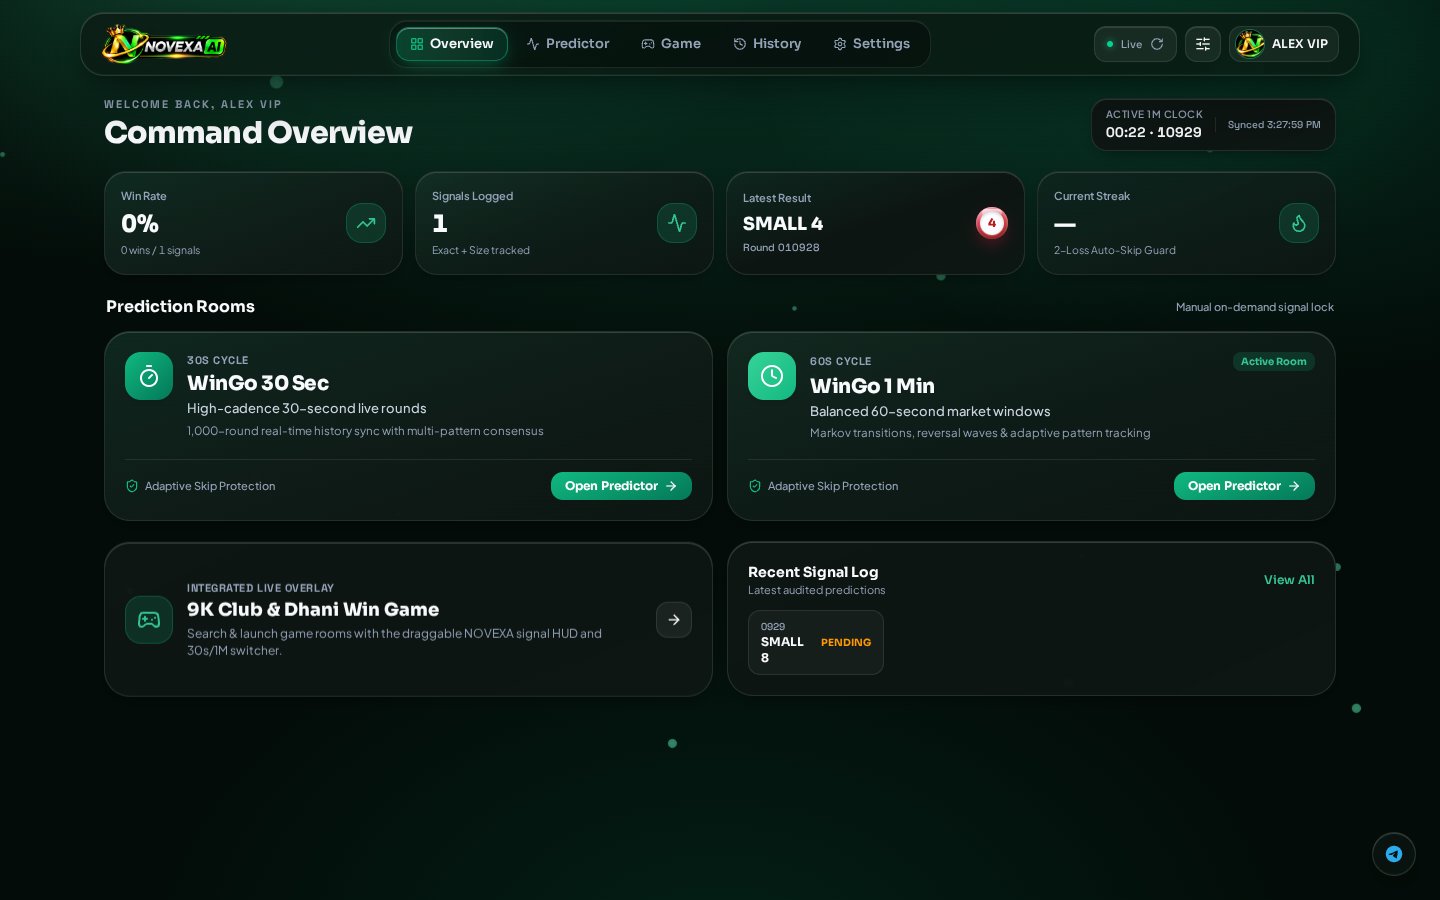 NOVEXA AI
Overview
Predictor
Game
History
Settings
Live
ALEX VIP
WELCOME BACK, ALEX VIP
Command Overview
ACTIVE 1M CLOCK
00:22 · 10929
Synced 3:27:59 PM
Win Rate
0%
0 wins / 1 signals
Signals Logged
1
Exact + Size tracked
Latest Result
SMALL 4
Round 010928
4
Current Streak
—
2-Loss Auto-Skip Guard
Prediction Rooms
Manual on-demand signal lock
30S CYCLE
WinGo 30 Sec
High-cadence 30-second live rounds
1,000-round real-time history sync with multi-pattern consensus
Adaptive Skip Protection
Open Predictor
60S CYCLE
Active Room
WinGo 1 Min
Balanced 60-second market windows
Markov transitions, reversal waves & adaptive pattern tracking
Adaptive Skip Protection
Open Predictor
INTEGRATED LIVE OVERLAY
9K Club & Dhani Win Game
Search & launch game rooms with the draggable NOVEXA signal HUD and
30s/1M switcher.
Recent Signal Log
Latest audited predictions
View All
0929
SMALL
8
PENDING